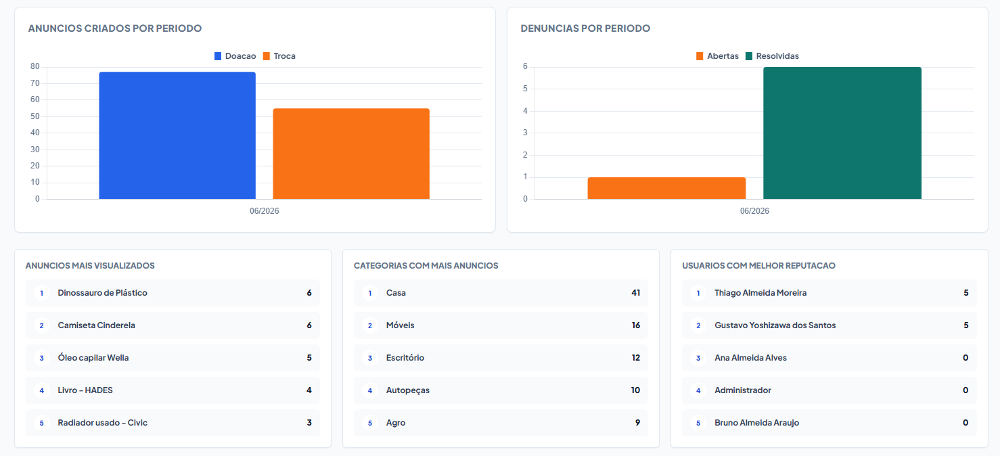 ANUNCIOS CRIADOS POR PERIODO
Doacao Troca
80
70
60
50
40
30
20
10
0
06/2026
DENUNCIAS POR PERIODO
Abertas Resolvidas
6
5
4
3
2
1
0
06/2026
ANUNCIOS MAIS VISUALIZADOS
1 Dinossauro de Plástico 6
2 Camiseta Cinderela 6
3 Óleo capilar Wella 5
4 Livro - HADES 4
5 Radiador usado - Civic 3
CATEGORIAS COM MAIS ANUNCIOS
1 Casa 41
2 Móveis 16
3 Escritório 12
4 Autopeças 10
5 Agro 9
USUARIOS COM MELHOR REPUTACAO
1 Thiago Almeida Moreira 5
2 Gustavo Yoshizawa dos Santos 5
3 Ana Almeida Alves 0
4 Administrador 0
5 Bruno Almeida Araujo 0